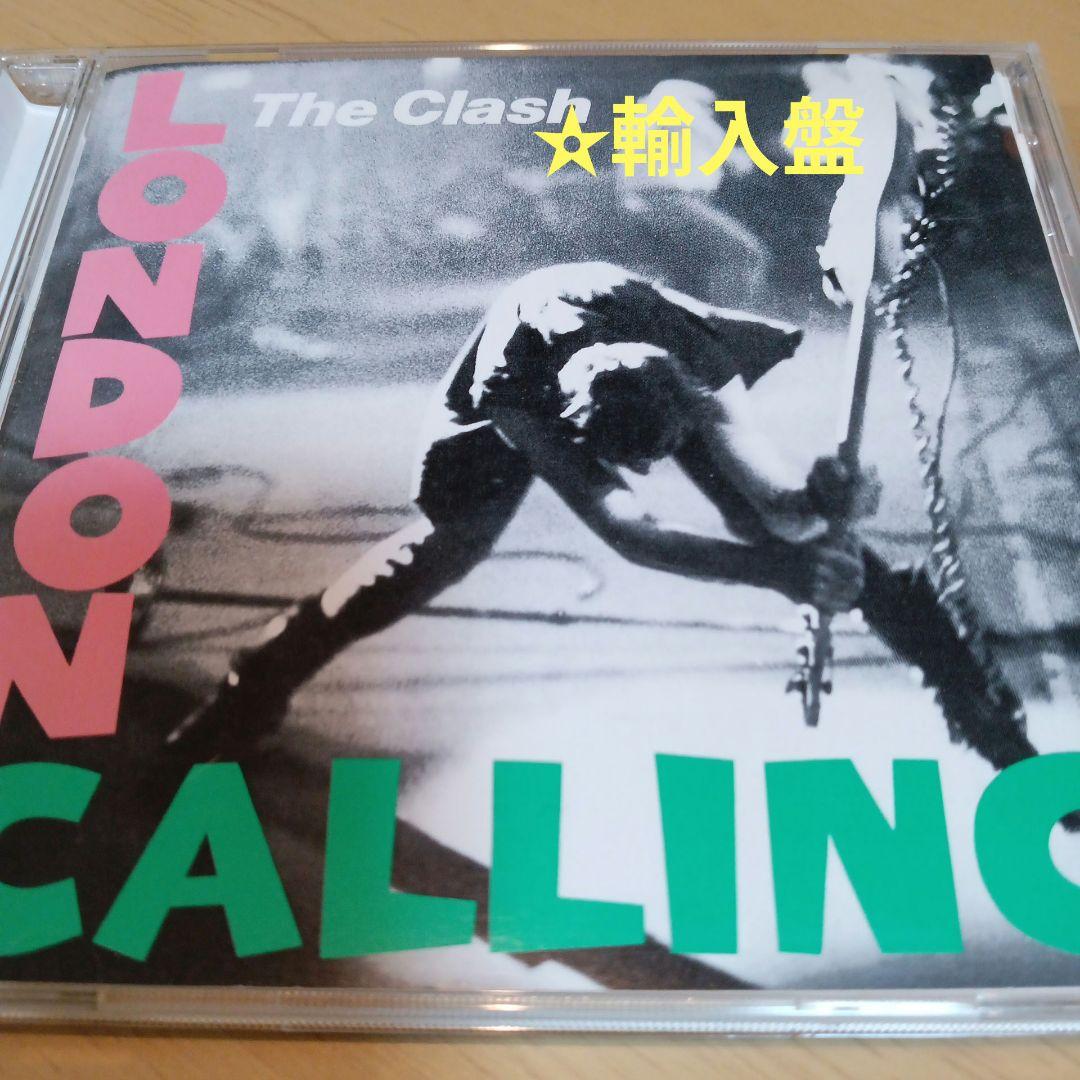 The Clash
☆輸入盤
LONDON
CALLING